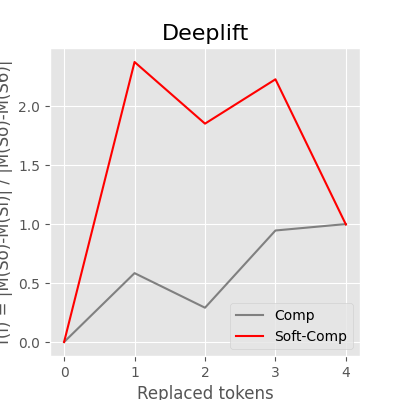 Deeplift
f(i) = |M(S0)-M(Si)| / |M(S0)-M(S6)|
2.0
1.5
1.0
0.5
0.0
Comp
Soft-Comp
0 1 2 3 4
Replaced tokens